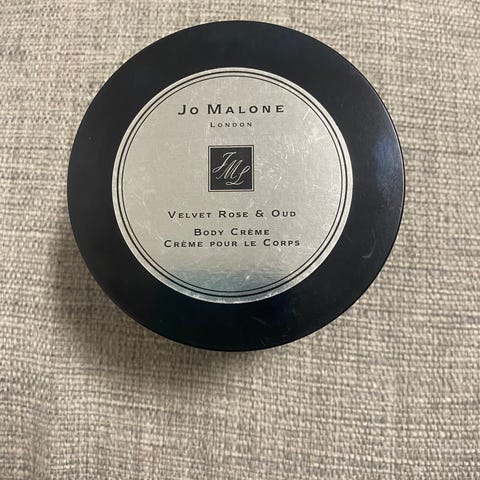 Jo Malone
London
JML
Velvet Rose & Oud
Body Crème
Crème pour le Corps